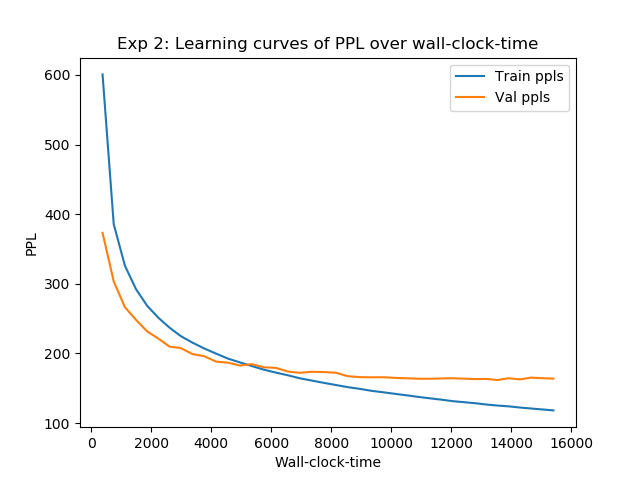 Exp 2: Learning curves of PPL over wall-clock-time
Train ppls
Val ppls
PPL
600
500
400
300
200
100
0 2000 4000 6000 8000 10000 12000 14000 16000
Wall-clock-time